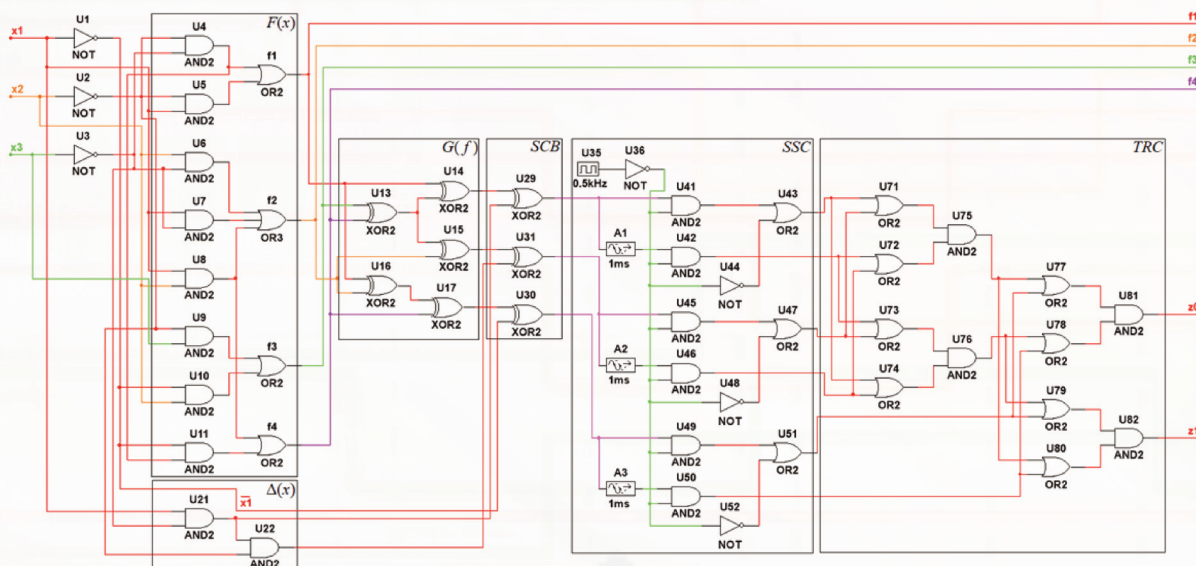 x1
U1
NOT
x2
U2
NOT
x3
U3
NOT
F(x)
U4
AND2
U5
AND2
f1
OR2
U6
AND2
U7
AND2
f2
OR3
U8
AND2
U9
AND2
f3
OR2
U10
AND2
U11
AND2
f4
OR2
Δ(x)
x̅1̅
U21
AND2
U22
AND2
G(f)
U13
XOR2
U14
XOR2
U15
XOR2
U16
XOR2
U17
XOR2
SCB
U29
XOR2
U31
XOR2
U30
XOR2
SSC
U35
0.5kHz
U36
NOT
U41
AND2
U43
OR2
A1
1ms
U42
AND2
U44
NOT
U45
AND2
U47
OR2
A2
1ms
U46
AND2
U48
NOT
U49
AND2
U51
OR2
A3
1ms
U50
AND2
U52
NOT
TRC
U71
OR2
U72
OR2
U75
AND2
U73
OR2
U74
OR2
U76
AND2
U77
OR2
U78
OR2
U81
AND2
U79
OR2
U80
OR2
U82
AND2
f1
f2
f3
f4
z0
z1